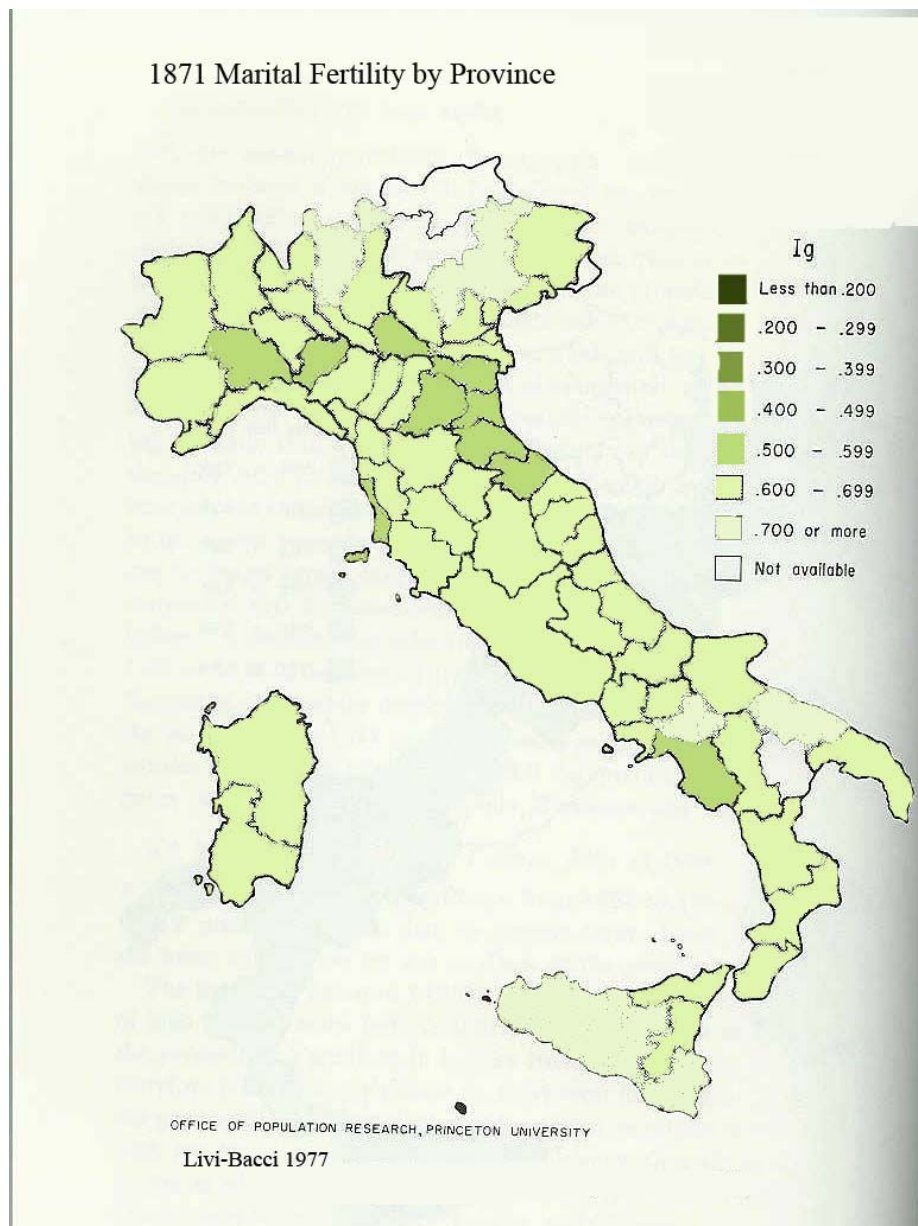 1871 Marital Fertility by Province
Ig
Less than .200
.200 - .299
.300 - .399
.400 - .499
.500 - .599
.600 - .699
.700 or more
Not available
OFFICE OF POPULATION RESEARCH, PRINCETON UNIVERSITY
Livi-Bacci 1977